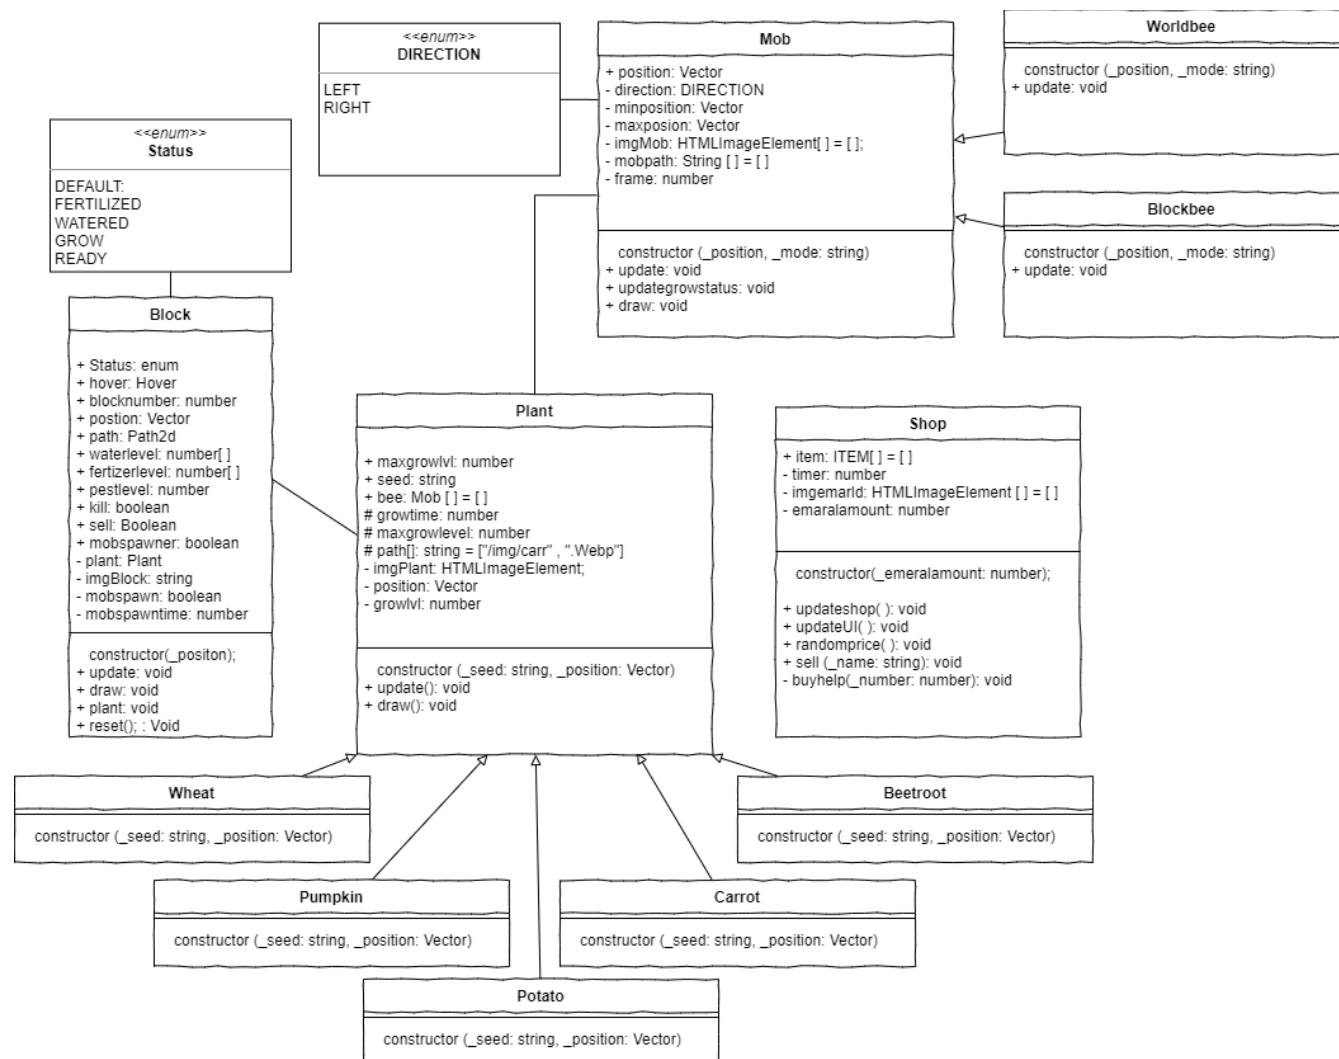 <<enum>>
DIRECTION
LEFT
RIGHT
Mob
+ position: Vector
- direction: DIRECTION
- minposition: Vector
- maxposion: Vector
- imgMob: HTMLImageElement[ ] = [ ];
- mobpath: String [ ] = [ ]
- frame: number
constructor (_position, _mode: string)
+ update: void
+ updategrowstatus: void
+ draw: void
Worldbee
constructor (_position, _mode: string)
+ update: void
Blockbee
constructor (_position, _mode: string)
+ update: void
<<enum>>
Status
DEFAULT:
FERTILIZED
WATERED
GROW
READY
Block
+ Status: enum
+ hover: Hover
+ blocknumber: number
+ postion: Vector
+ path: Path2d
+ waterlevel: number[ ]
+ fertizerlevel: number[ ]
+ pestlevel: number
+ kill: boolean
+ sell: Boolean
+ mobspawner: boolean
- plant: Plant
- imgBlock: string
- mobspawn: boolean
- mobspawntime: number
constructor(_positon);
+ update: void
+ draw: void
+ plant: void
+ reset(); : Void
Plant
+ maxgrowlvl: number
+ seed: string
+ bee: Mob [ ] = [ ]
# growtime: number
# maxgrowlevel: number
# path[]: string = ["/img/carr" , ".Webp"]
- imgPlant: HTMLImageElement;
- position: Vector
- growlvl: number
constructor (_seed: string, _position: Vector)
+ update(): void
+ draw(): void
Shop
+ item: ITEM[ ] = [ ]
- timer: number
- imgemarld: HTMLImageElement [ ] = [ ]
- emaralamount: number
constructor(_emeralamount: number);
+ updateshop( ): void
+ updateUI( ): void
+ randomprice( ): void
+ sell (_name: string): void
- buyhelp(_number: number): void
Wheat
constructor (_seed: string, _position: Vector)
Beetroot
constructor (_seed: string, _position: Vector)
Pumpkin
constructor (_seed: string, _position: Vector)
Carrot
constructor (_seed: string, _position: Vector)
Potato
constructor (_seed: string, _position: Vector)